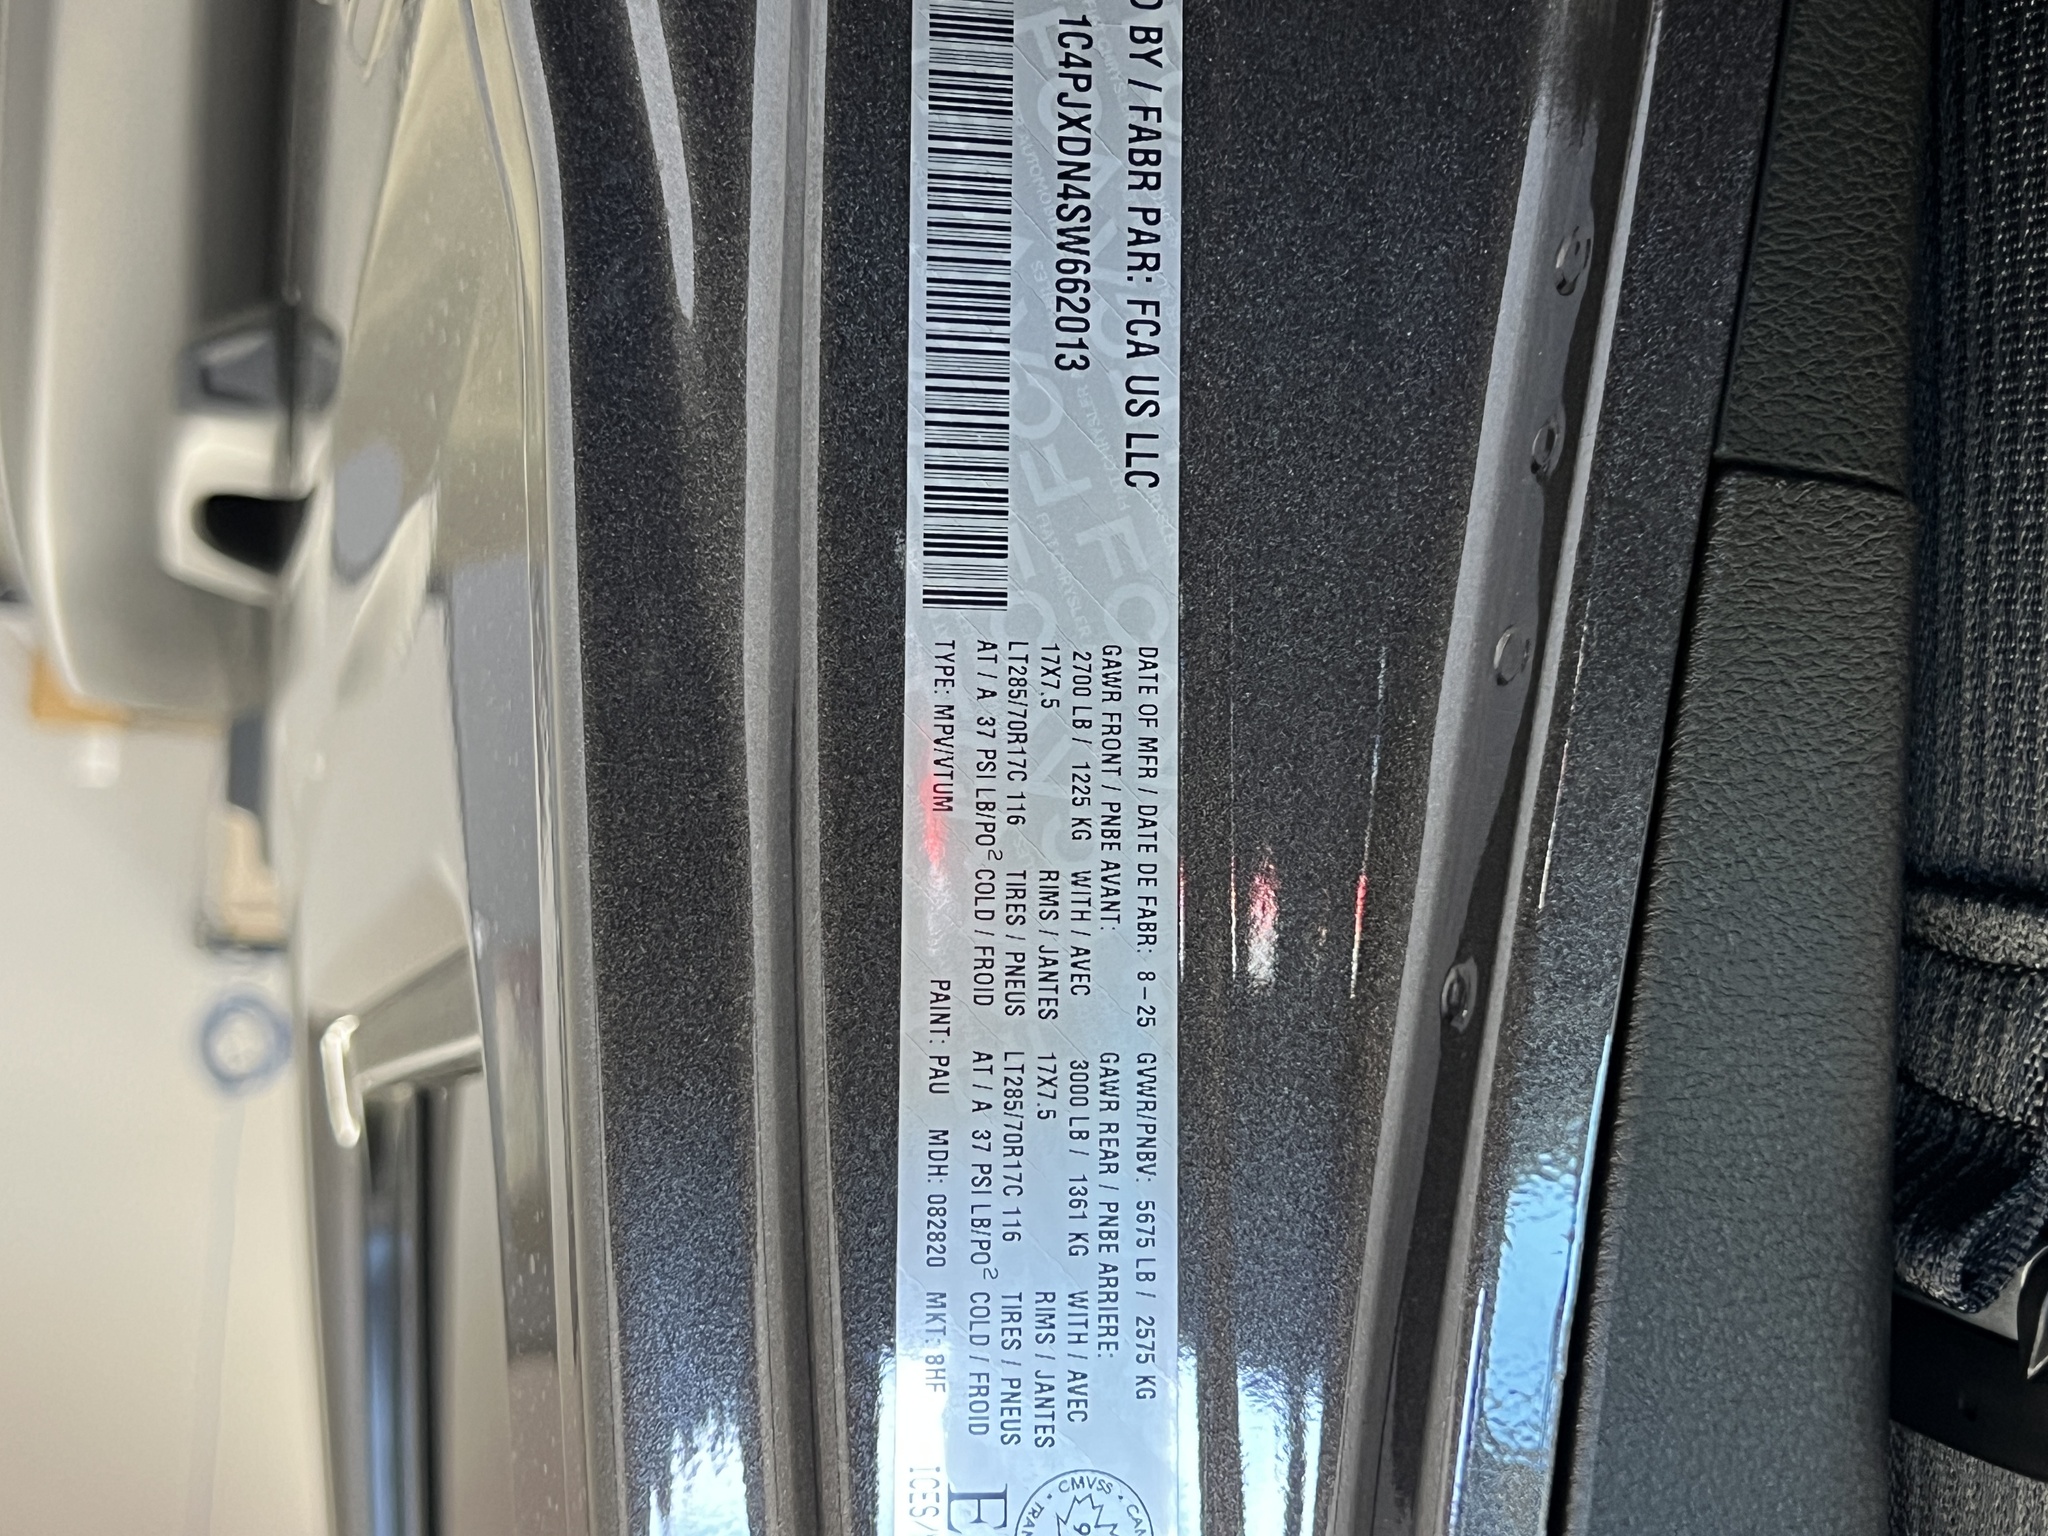 D BY / FABR PAR: FCA US LLC
1C4PJXDN4SW662013
DATE OF MFR / DATE DE FABR: 8-25 GVWR/PNBV: 5675 LB / 2575 KG
GAWR FRONT / PNBE AVANT: GAWR REAR / PNBE ARRIERE:
2700 LB / 1225 KG WITH / AVEC 3000 LB / 1361 KG WITH / AVEC
17X7.5 RIMS / JANTES 17X7.5 RIMS / JANTES
LT285/70R17C 116 TIRES / PNEUS LT285/70R17C 116 TIRES / PNEUS
AT / A 37 PSI LB/PO² COLD / FROID AT / A 37 PSI LB/PO² COLD / FROID
TYPE: MPV/VTUM PAINT: PAU MDH: 082820 MKT: 8HF ICES/
E
CMVSS